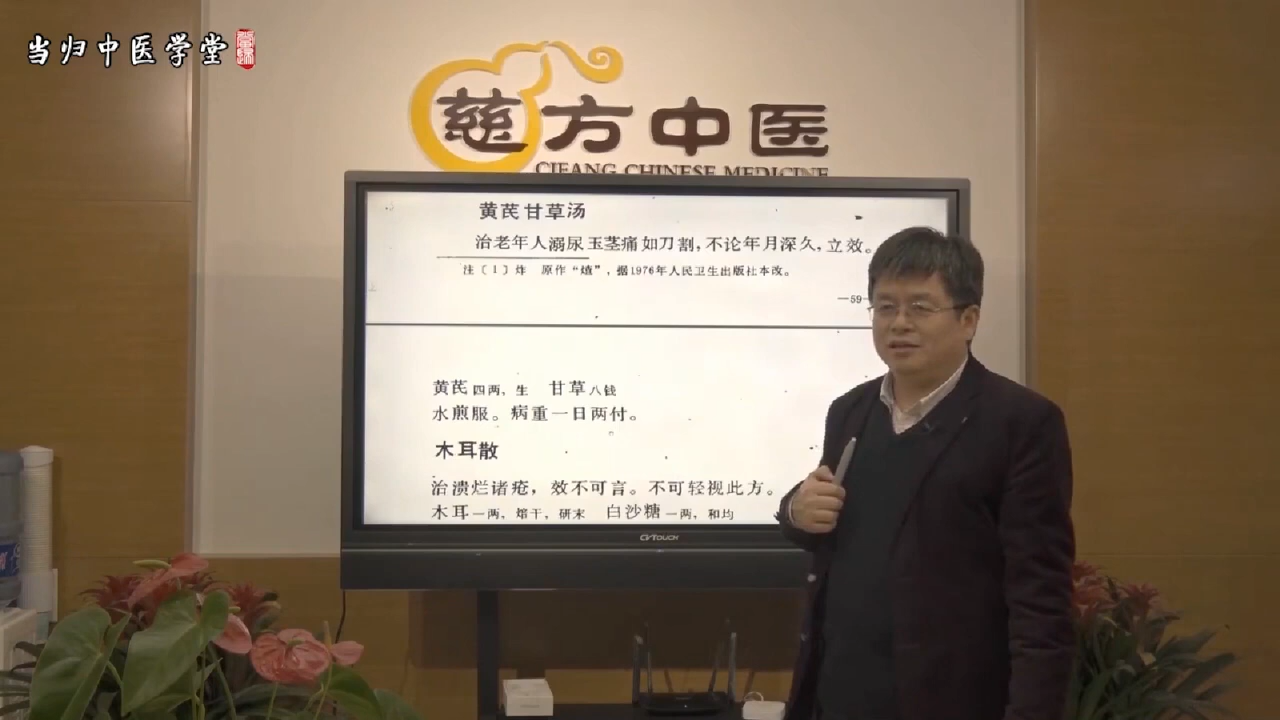 当归中医学堂
慈方中医
CIFANG CHINESE MEDICINE
黄芪甘草汤
治老年人溺尿玉茎痛如刀割，不论年月深久，立效。
注〔1〕炸 原作“煊”，据1976年人民卫生出版社本改。
—59
黄芪四两，生 甘草八钱
水煎服。病重一日两付。
木耳散
治溃烂诸疮，效不可言。不可轻视此方。
木耳一两，焙干，研末 白沙糖一两，和均
CVTOUCH